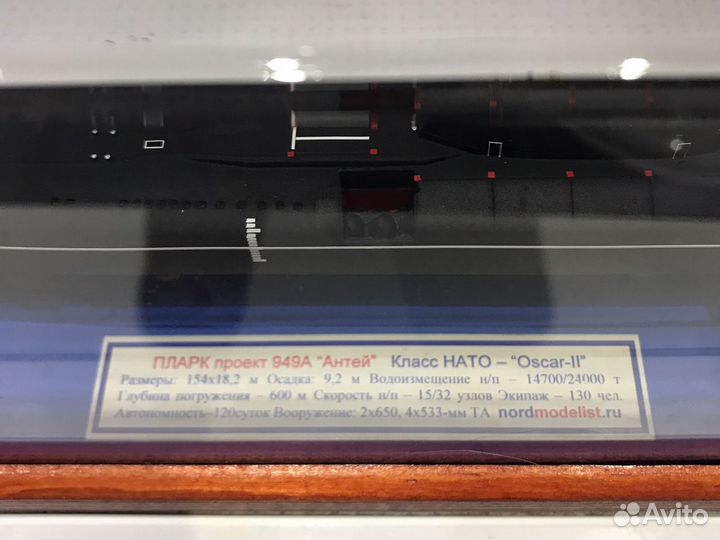 ПЛАРК проект 949А "Антей" Класс НАТО – "Oscar-II"
Размеры: 154х18,2 м Осадка: 9,2 м Водоизмещение н/п – 14700/24000 т
Глубина погружения – 600 м Скорость н/п – 15/32 узлов Экипаж – 130 чел.
Автономность–120суток Вооружение: 2х650, 4х533-мм ТА nordmodelist.ru
Avito